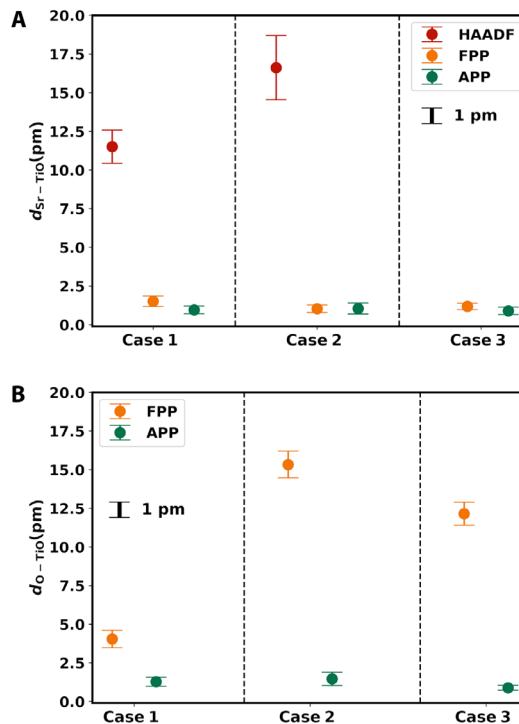 A
20.0
17.5
15.0
12.5
10.0
7.5
5.0
2.5
0.0
dSr−TiO(pm)
HAADF
FPP
APP
1 pm
Case 1
Case 2
Case 3
B
20.0
17.5
15.0
12.5
10.0
7.5
5.0
2.5
0.0
dO−TiO(pm)
FPP
APP
1 pm
Case 1
Case 2
Case 3